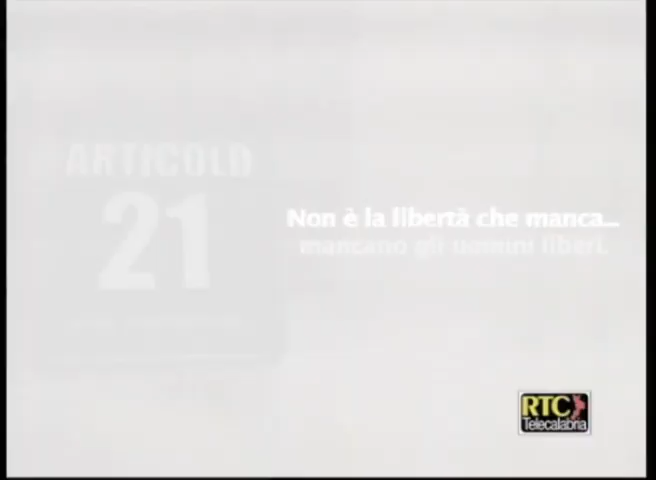 ARTICOLO
21
Non è la libertà che manca...
mancano gli uomini liberi.
RTC
Telecalabria